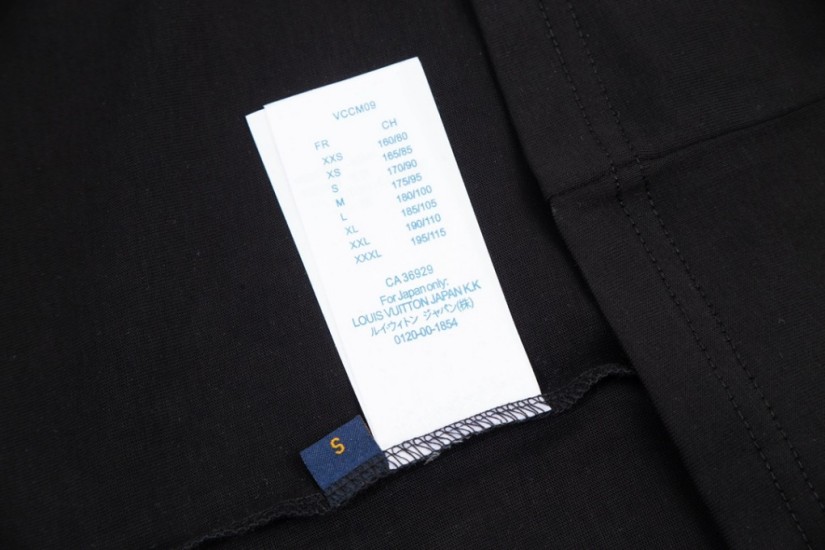 VCCM09
FR CH
XXS 160/80
XS 165/85
S 170/90
M 175/95
L 180/100
XL 185/105
XXL 190/110
XXXL 195/115
CA 36929
For Japan only:
LOUIS VUITTON JAPAN K.K
ルイ・ウィトン ジャパン(株)
0120-00-1854
S